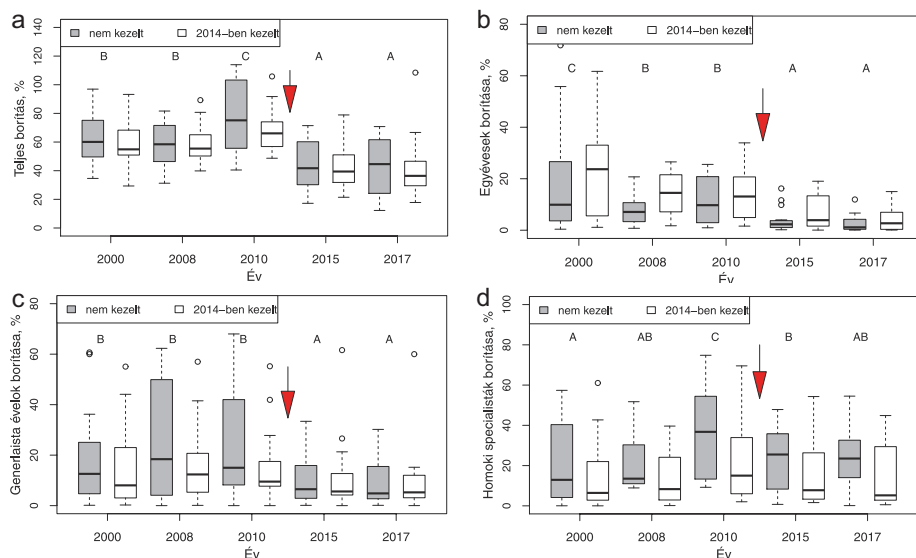 a
nem kezelt 2014−ben kezelt
B B C A A
Teljes borítás, %
0 20 40 60 80 100 120 140
2000 2008 2010 2015 2017
Év
b
nem kezelt 2014−ben kezelt
C B B A A
Egyévesek borítása, %
0 20 40 60 80
2000 2008 2010 2015 2017
Év
c
nem kezelt 2014−ben kezelt
B B B A A
Generlaista évelok borítása, %
0 20 40 60 80
2000 2008 2010 2015 2017
Év
d
nem kezelt 2014−ben kezelt
A AB C B AB
Homoki specialisták borítása, %
0 20 40 60 80 100
2000 2008 2010 2015 2017
Év